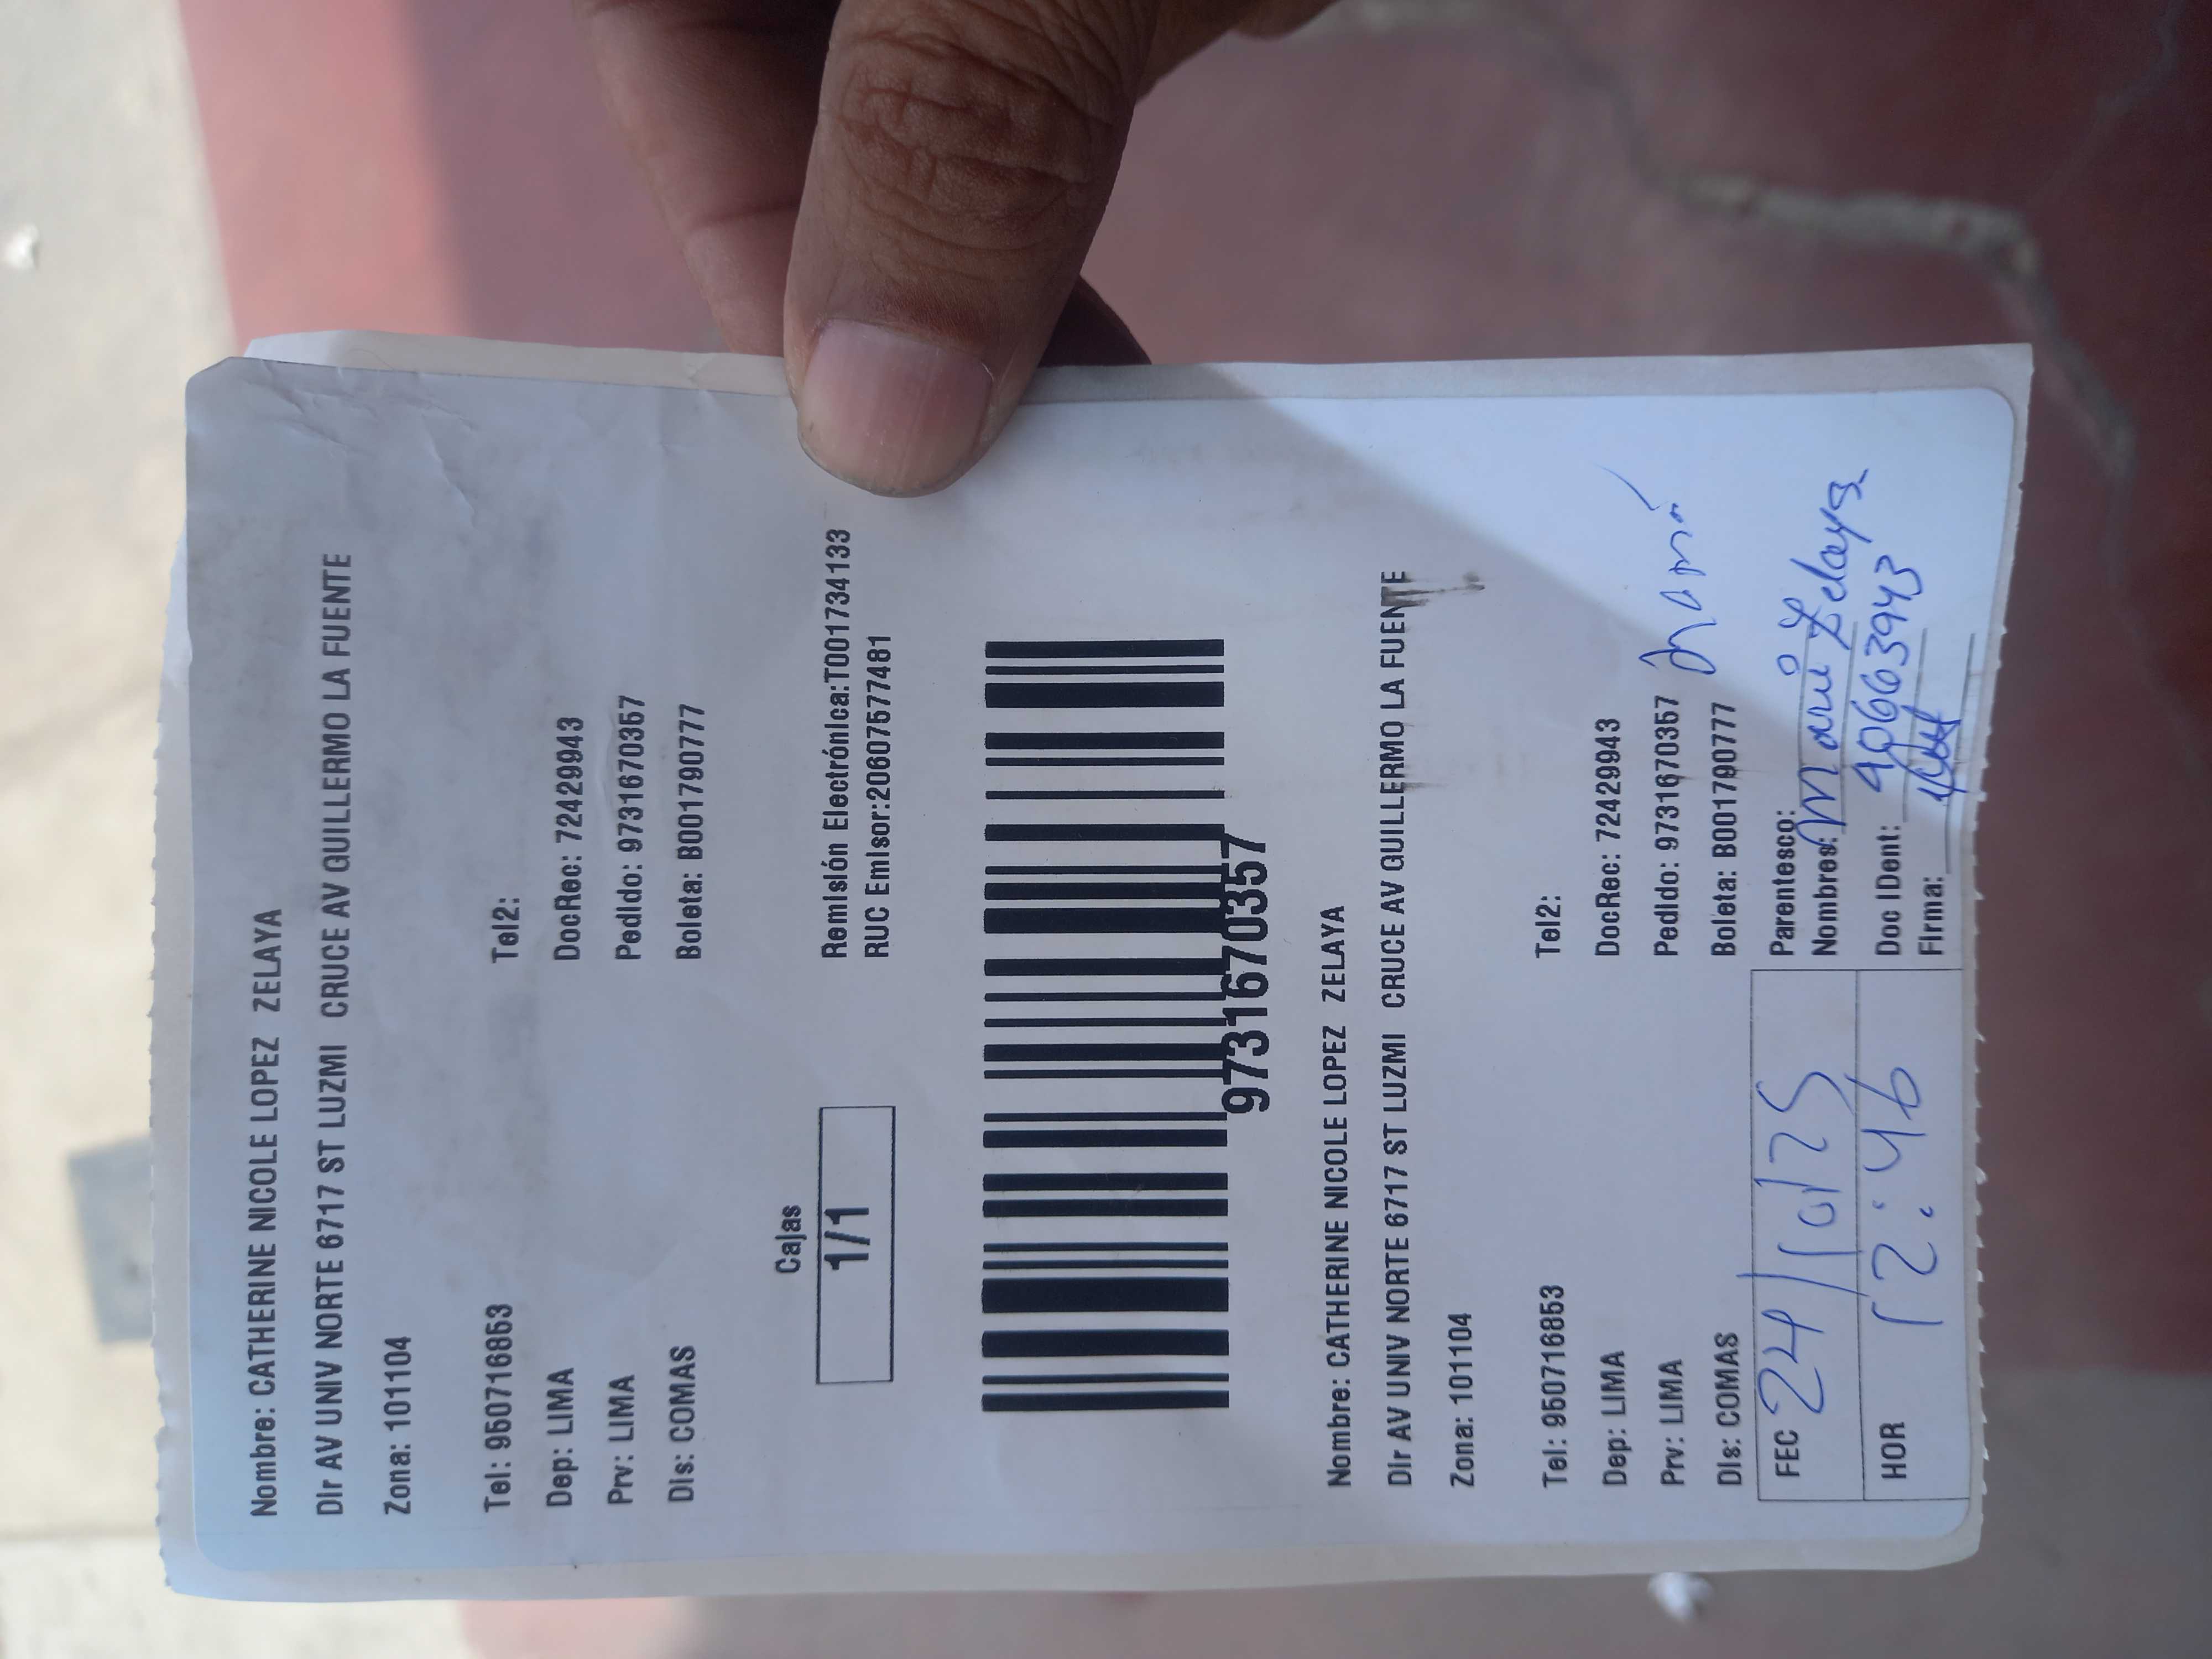 Nombre: CATHERINE NICOLE LOPEZ ZELAYA
Dir AV UNIV NORTE 6717 ST LUZMI CRUCE AV GUILLERMO LA FUENTE
Zona: 101104
Tel: 950716853 Tel2:
Dep: LIMA DocRec: 72429943
Prv: LIMA Pedido: 9731670357
Dis: COMAS Boleta: B001790777
Cajas
1/1
Remisión Electrónica:T001734133
RUC Emisor:20607577481
9731670357
Nombre: CATHERINE NICOLE LOPEZ ZELAYA
Dir AV UNIV NORTE 6717 ST LUZMI CRUCE AV GUILLERMO LA FUENTE
Zona: 101104
Tel: 950716853 Tel2:
Dep: LIMA DocRec: 72429943
Prv: LIMA Pedido: 9731670357
Dis: COMAS Boleta: B001790777
Parentesco:
FEC 24/01/25 Nombres: Zelaya
HOR 12:46 Doc IDent: 40663943
Firma: